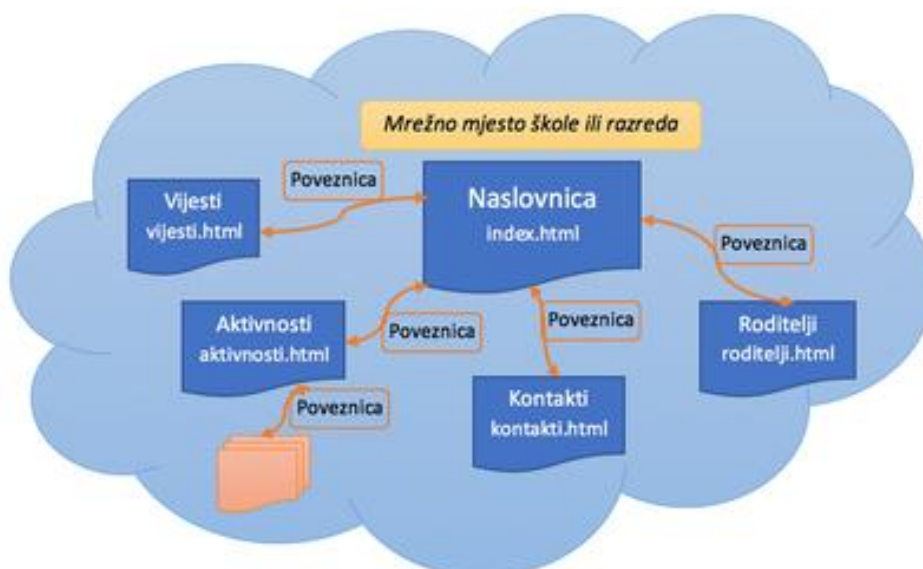 Mrežno mjesto škole ili razreda
Poveznica
Vijesti
vijesti.html
Naslovnica
index.html
Poveznica
Aktivnosti
aktivnosti.html
Poveznica
Poveznica
Roditelji
roditelji.html
Poveznica
Kontakti
kontakti.html